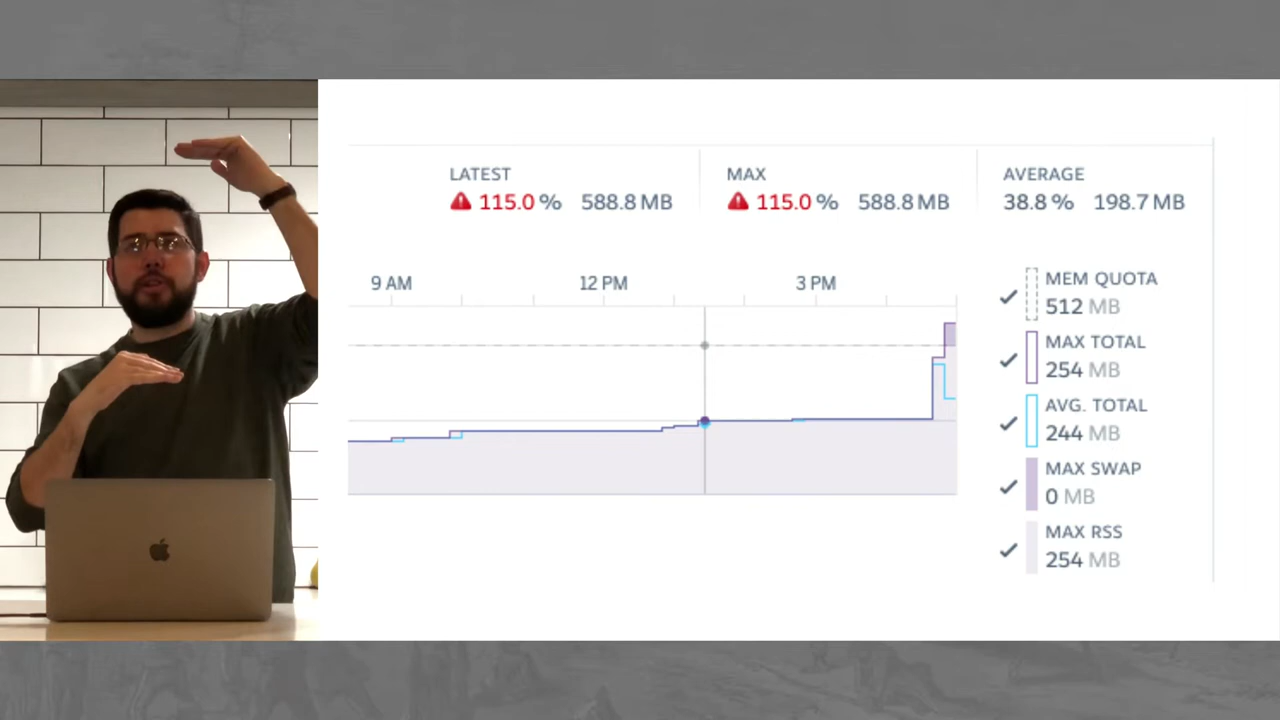 LATEST
115.0 % 588.8 MB
MAX
115.0 % 588.8 MB
AVERAGE
38.8 % 198.7 MB
9 AM
12 PM
3 PM
MEM QUOTA
512 MB
MAX TOTAL
254 MB
AVG. TOTAL
244 MB
MAX SWAP
0 MB
MAX RSS
254 MB